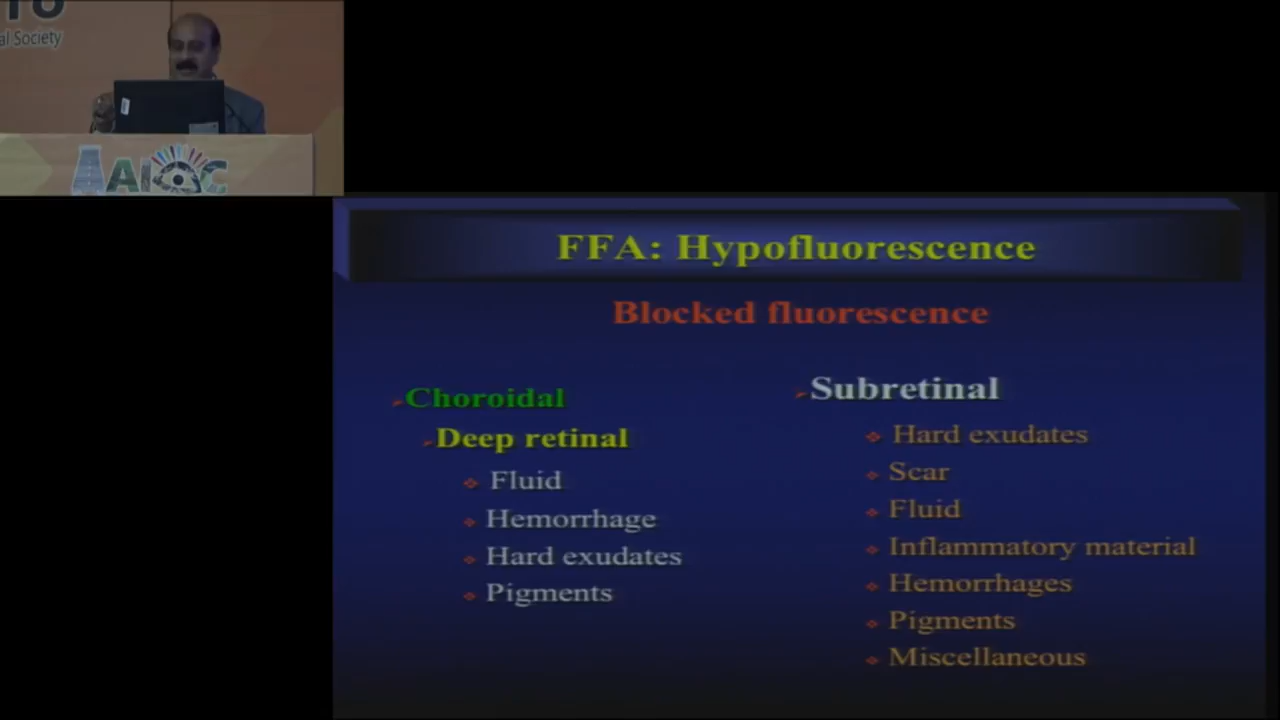 al Society
AIOC
FFA: Hypofluorescence
Blocked fluorescence
Choroidal
Deep retinal
Fluid
Hemorrhage
Hard exudates
Pigments
Subretinal
Hard exudates
Scar
Fluid
Inflammatory material
Hemorrhages
Pigments
Miscellaneous